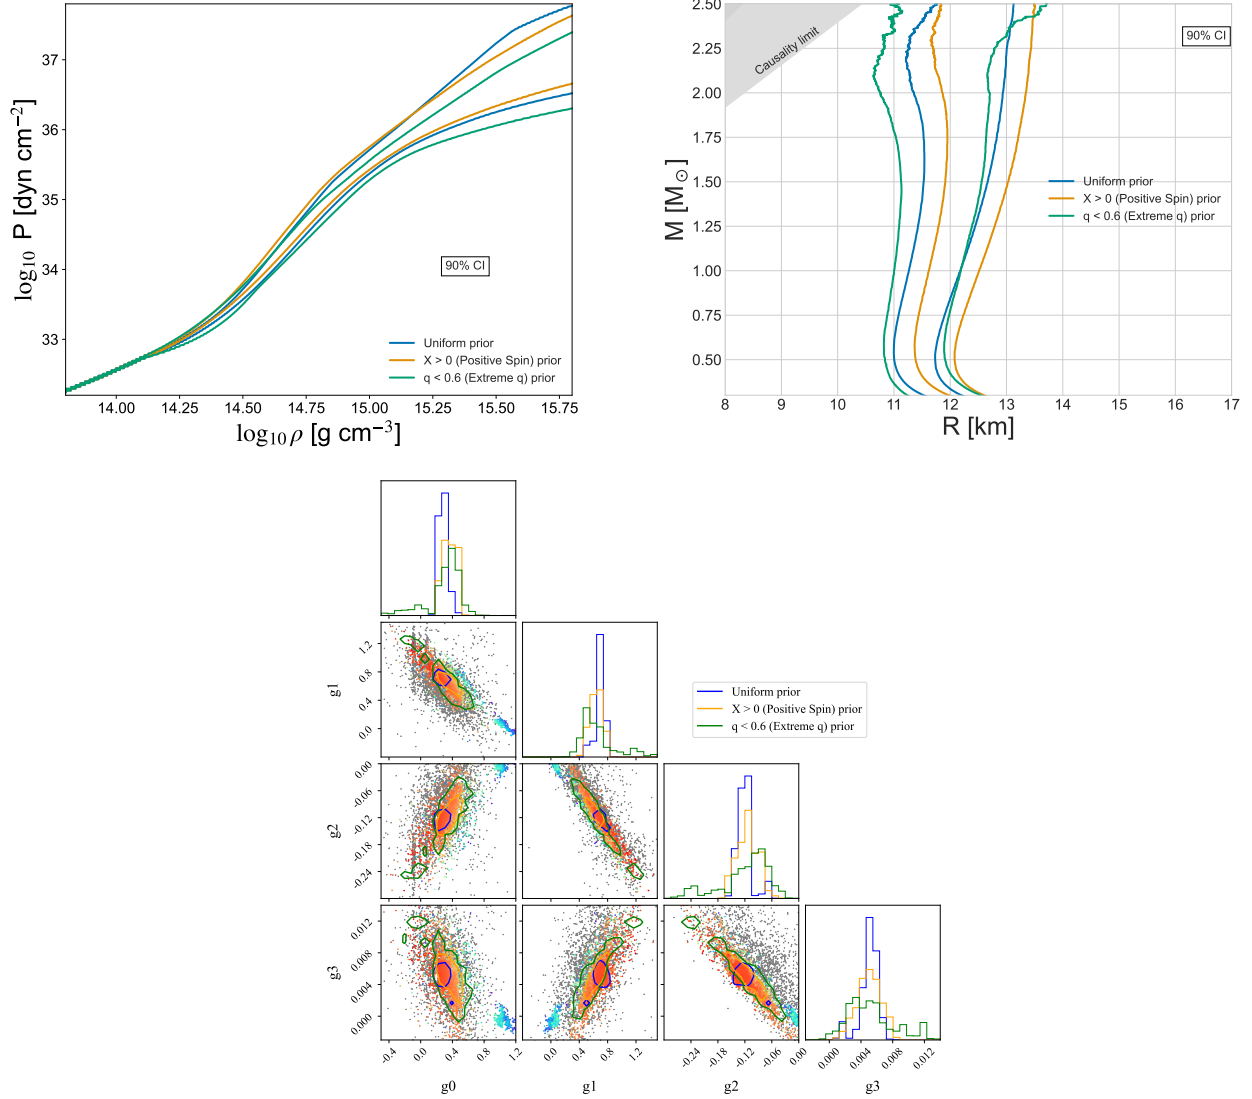 37
36
35
34
33
log₁₀ P [dyn cm⁻²]
90% CI
Uniform prior
X > 0 (Positive Spin) prior
q < 0.6 (Extreme q) prior
14.00 14.25 14.50 14.75 15.00 15.25 15.50 15.75
log₁₀ ρ [g cm⁻³]
2.50
2.25
2.00
1.75
1.50
1.25
1.00
0.75
0.50
M [M⊙]
Causality limit
90% CI
Uniform prior
X > 0 (Positive Spin) prior
q < 0.6 (Extreme q) prior
8 9 10 11 12 13 14 15 16 17
R [km]
1.2
0.8
0.4
0.0
g1
Uniform prior
X > 0 (Positive Spin) prior
q < 0.6 (Extreme q) prior
0.00
-0.06
-0.12
-0.18
-0.24
g2
0.012
0.008
0.004
0.000
g3
-0.4 0.0 0.4 0.8 1.2
0.0 0.4 0.8 1.2
-0.24 -0.18 -0.12 -0.06 0.00
0.000 0.004 0.008 0.012
g0 g1 g2 g3